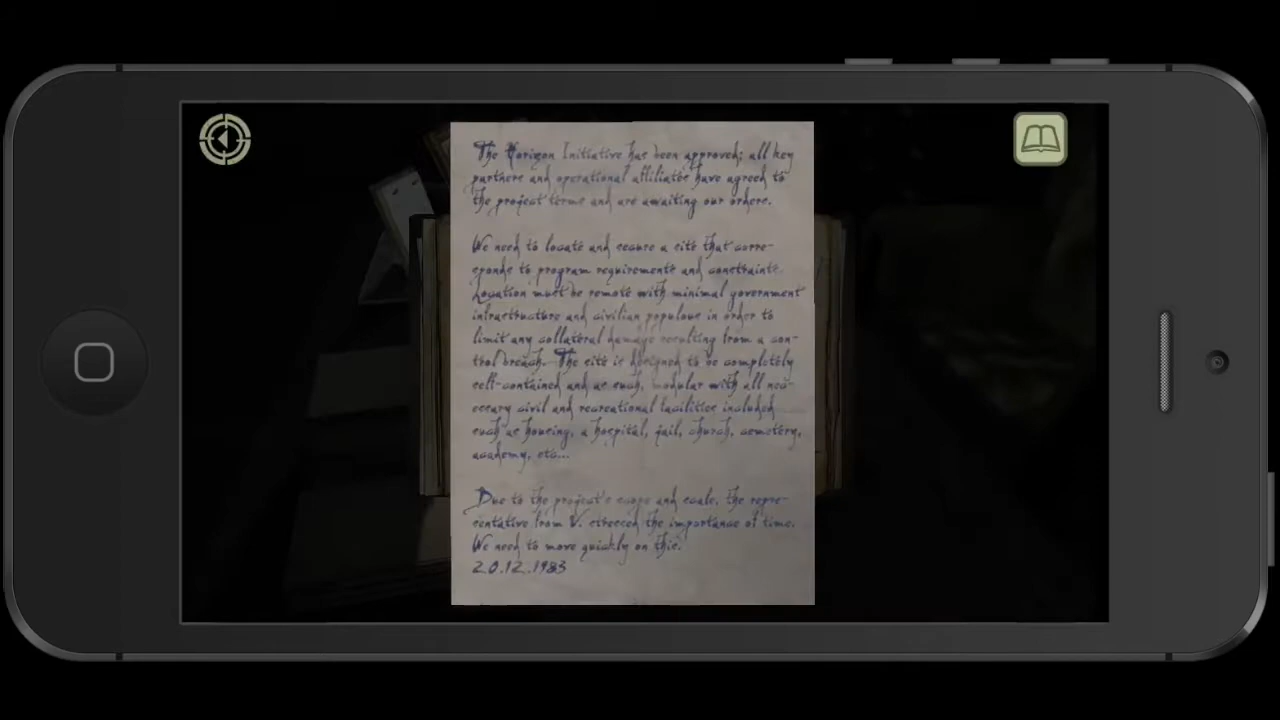 The Horizon Initiative has been approved; all key
partners and operational affiliates have agreed to
the project terms and are awaiting our orders.
We need to locate and secure a site that corre-
sponds to program requirements and constraints.
Location must be remote with minimal government
infrastructure and civilian populous in order to
limit any collateral damage resulting from a con-
trol breach. The site is designed to be completely
self-contained and as such, modular with all nec-
essary civil and recreational facilities included
such as housing, a hospital, jail, church, cemetery,
academy, etc...
Due to the project's scope and scale, the repre-
sentative from V. stressed the importance of time.
We need to move quickly on this.
20.12.1983